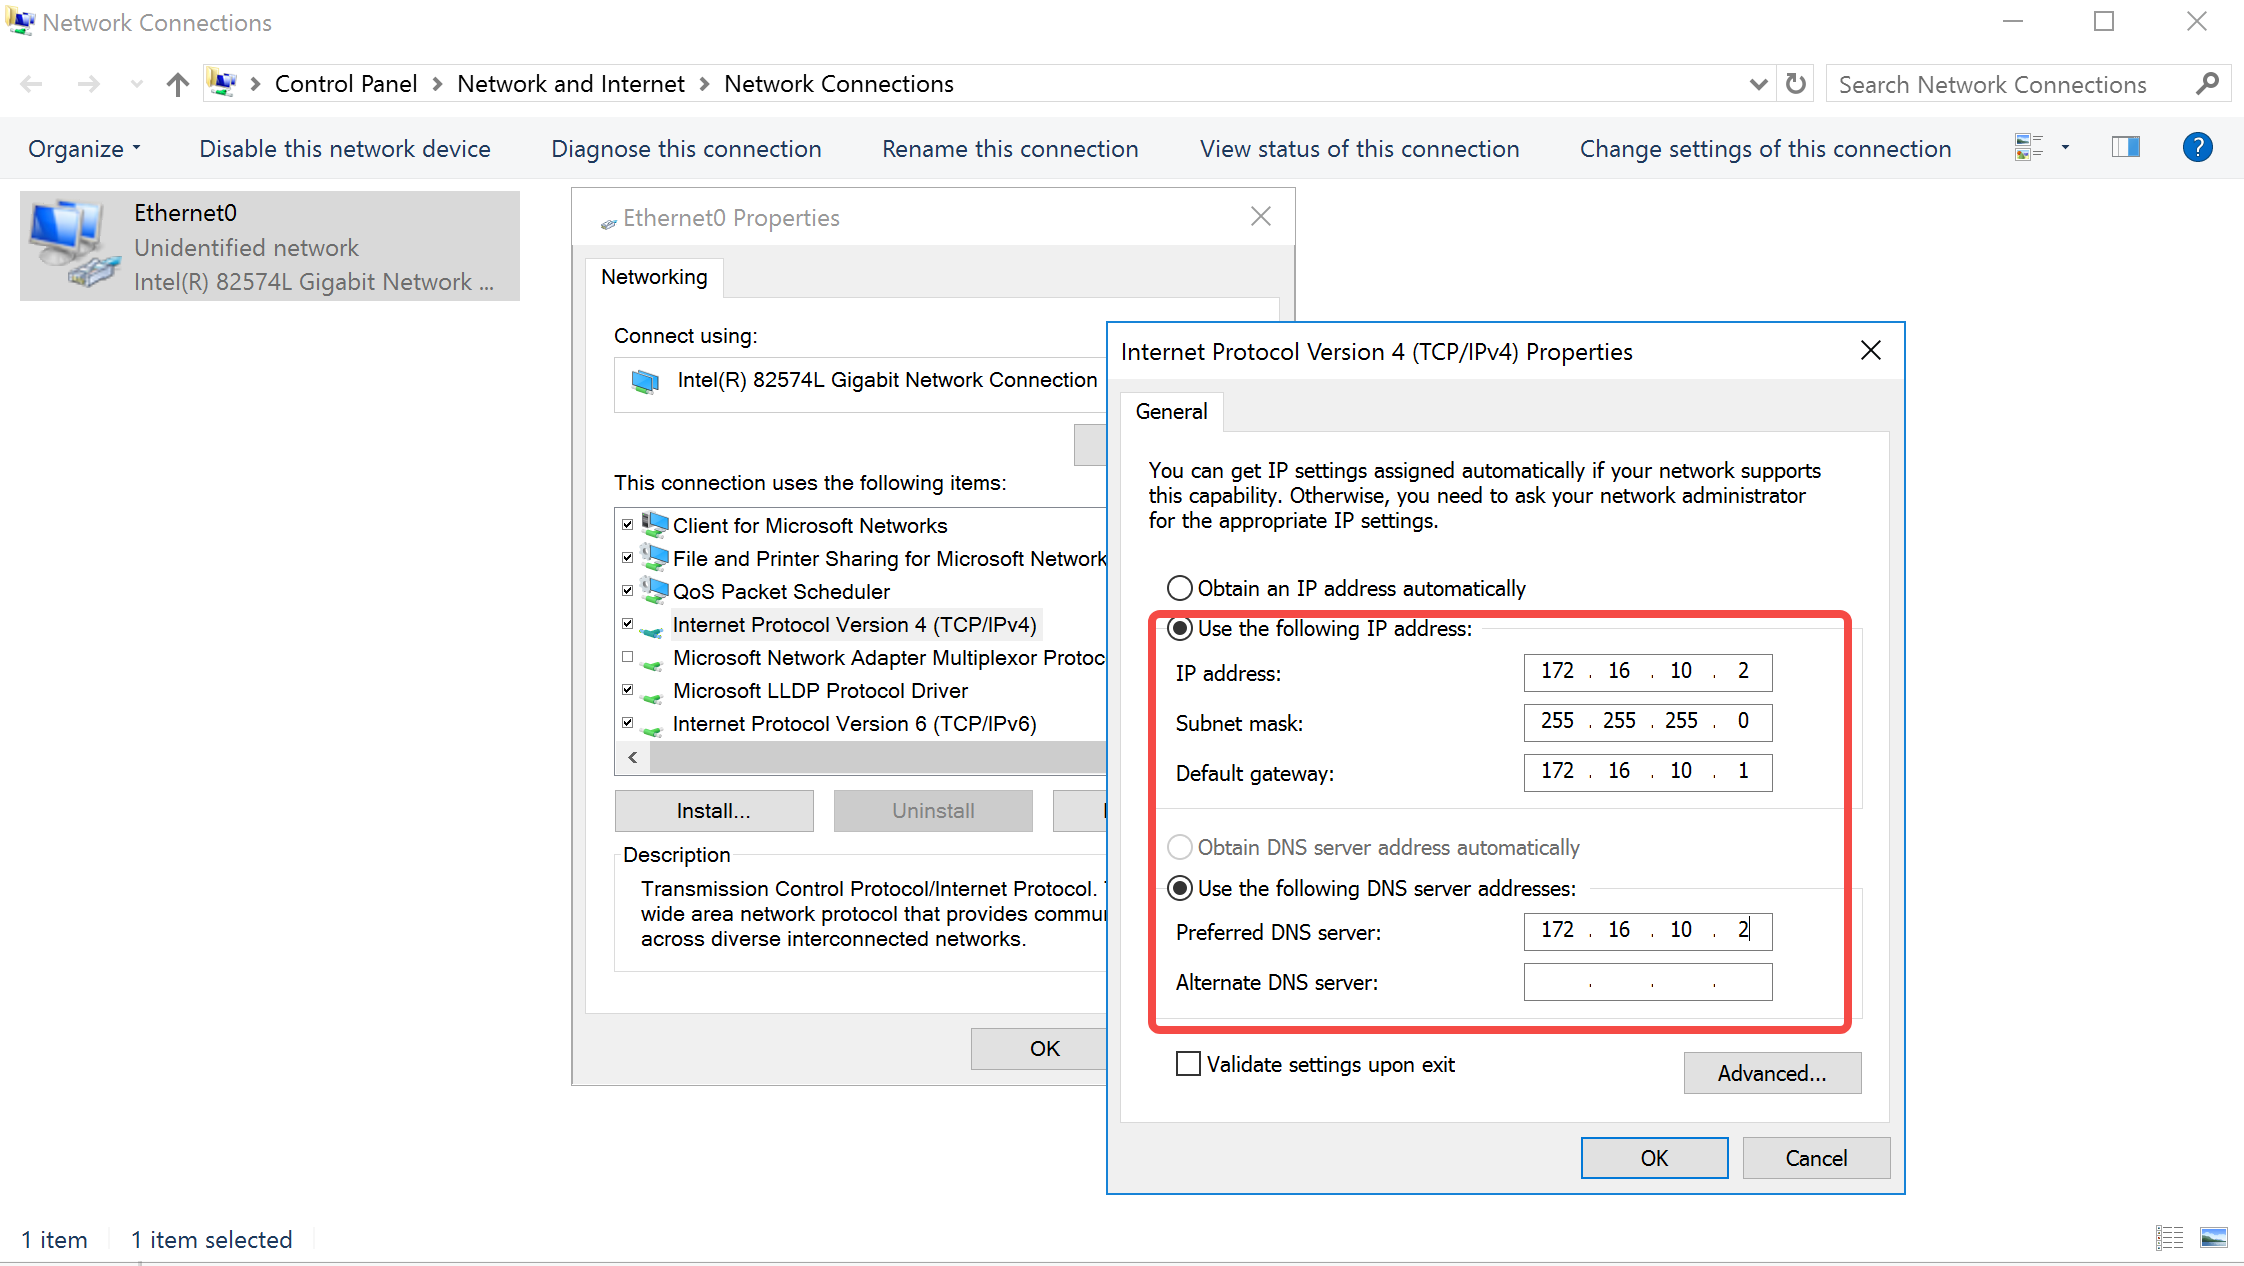 Network Connections
Control Panel > Network and Internet > Network Connections
Search Network Connections
Organize
Disable this network device
Diagnose this connection
Rename this connection
View status of this connection
Change settings of this connection
?
Ethernet0
Unidentified network
Intel(R) 82574L Gigabit Network ...
Ethernet0 Properties
Networking
Connect using:
Intel(R) 82574L Gigabit Network Connection
This connection uses the following items:
Client for Microsoft Networks
File and Printer Sharing for Microsoft Network
QoS Packet Scheduler
Internet Protocol Version 4 (TCP/IPv4)
Microsoft Network Adapter Multiplexor Protoc
Microsoft LLDP Protocol Driver
Internet Protocol Version 6 (TCP/IPv6)
Install...
Uninstall
Description
Transmission Control Protocol/Internet Protocol.
wide area network protocol that provides commu
across diverse interconnected networks.
OK
Internet Protocol Version 4 (TCP/IPv4) Properties
General
You can get IP settings assigned automatically if your network supports
this capability. Otherwise, you need to ask your network administrator
for the appropriate IP settings.
Obtain an IP address automatically
Use the following IP address:
IP address: 172 . 16 . 10 . 2
Subnet mask: 255 . 255 . 255 . 0
Default gateway: 172 . 16 . 10 . 1
Obtain DNS server address automatically
Use the following DNS server addresses:
Preferred DNS server: 172 . 16 . 10 . 2
Alternate DNS server: . . .
Validate settings upon exit
Advanced...
OK
Cancel
1 item
1 item selected